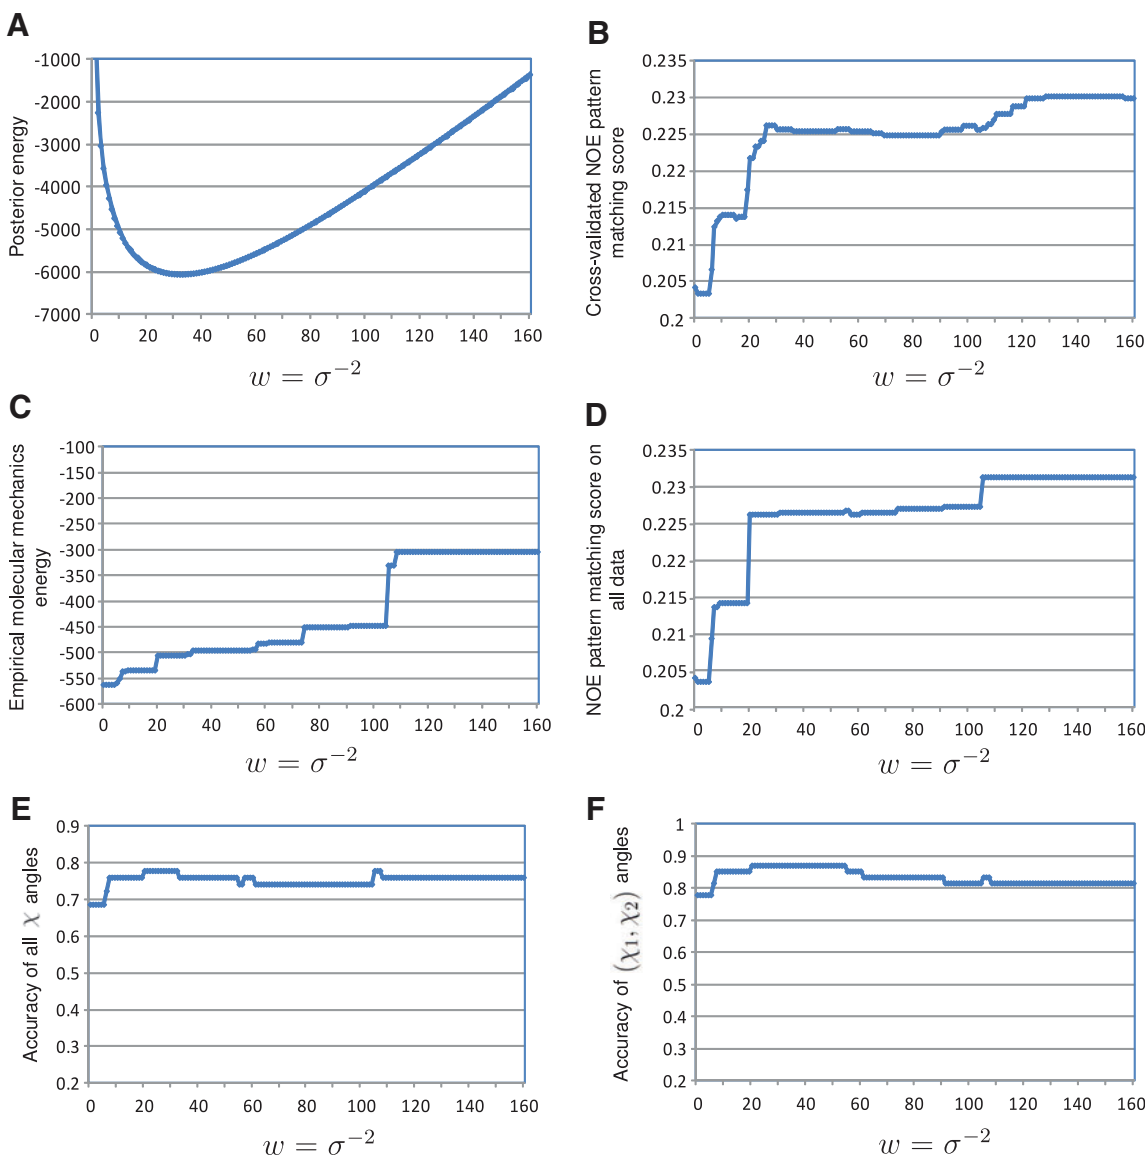 A
Posterior energy
-1000
-2000
-3000
-4000
-5000
-6000
-7000
0 20 40 60 80 100 120 140 160
w = σ⁻²
B
Cross-validated NOE pattern
matching score
0.235
0.23
0.225
0.22
0.215
0.21
0.205
0.2
0 20 40 60 80 100 120 140 160
w = σ⁻²
C
Empirical molecular mechanics
energy
-100
-150
-200
-250
-300
-350
-400
-450
-500
-550
-600
0 20 40 60 80 100 120 140 160
w = σ⁻²
D
NOE pattern matching score on
all data
0.235
0.23
0.225
0.22
0.215
0.21
0.205
0.2
0 20 40 60 80 100 120 140 160
w = σ⁻²
E
Accuracy of all χ angles
0.9
0.8
0.7
0.6
0.5
0.4
0.3
0.2
0 20 40 60 80 100 120 140 160
w = σ⁻²
F
Accuracy of (χ1, χ2) angles
1
0.9
0.8
0.7
0.6
0.5
0.4
0.3
0.2
0 20 40 60 80 100 120 140 160
w = σ⁻²